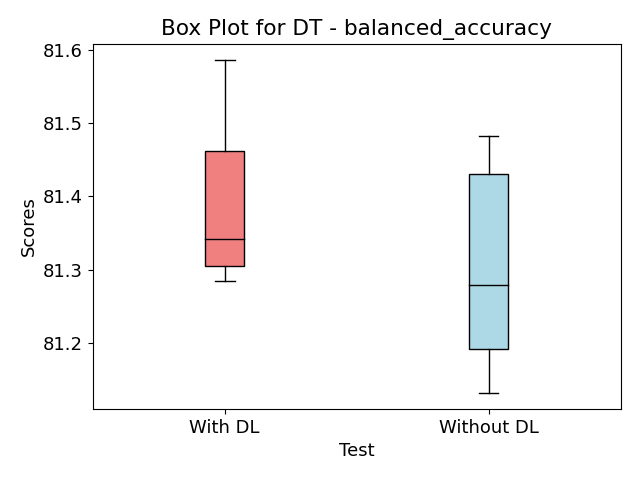 Box Plot for DT - balanced_accuracy
81.6
81.5
81.4
81.3
81.2
Scores
With DL
Without DL
Test